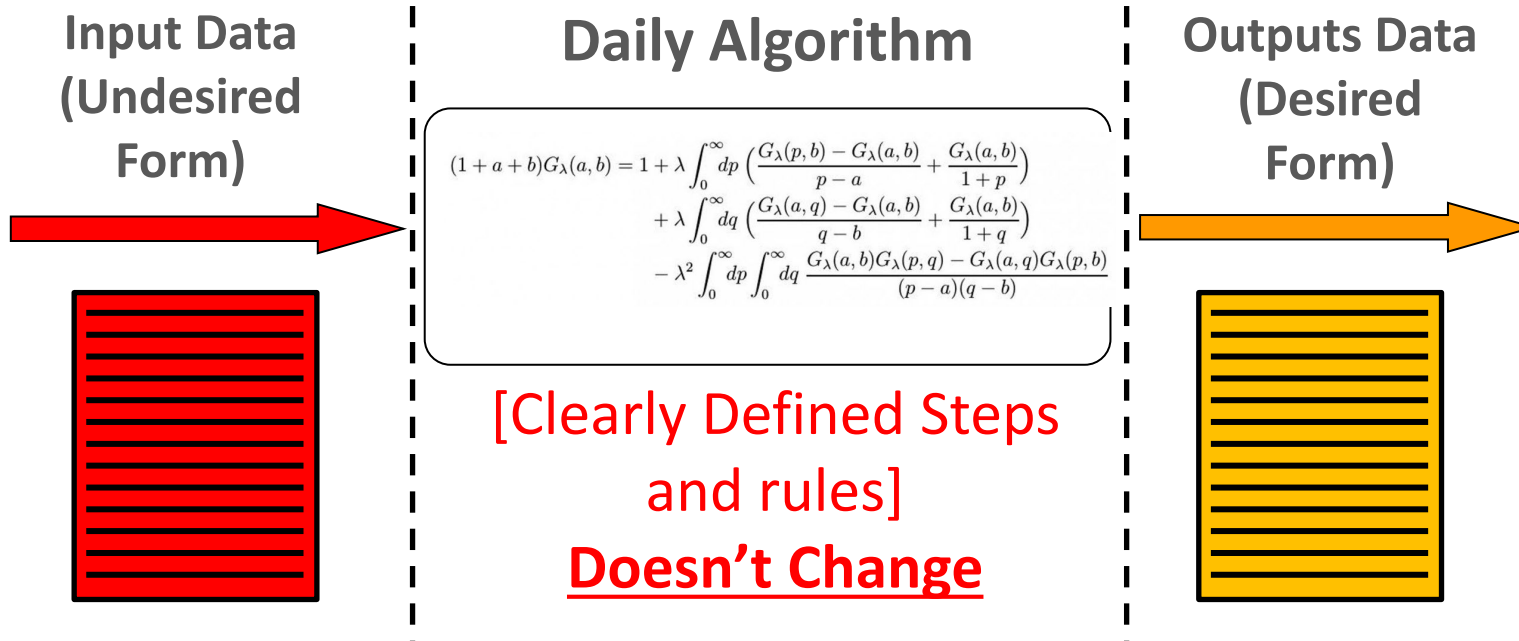 Input Data
(Undesired
Form)
Daily Algorithm
(1 + a + b)G_λ(a, b) = 1 + λ ∫_0^∞ dp ( (G_λ(p, b) − G_λ(a, b))/(p − a) + G_λ(a, b)/(1 + p) )
+ λ ∫_0^∞ dq ( (G_λ(a, q) − G_λ(a, b))/(q − b) + G_λ(a, b)/(1 + q) )
− λ² ∫_0^∞ dp ∫_0^∞ dq (G_λ(a, b)G_λ(p, q) − G_λ(a, q)G_λ(p, b))/((p − a)(q − b))
[Clearly Defined Steps
and rules]
Doesn’t Change
Outputs Data
(Desired
Form)